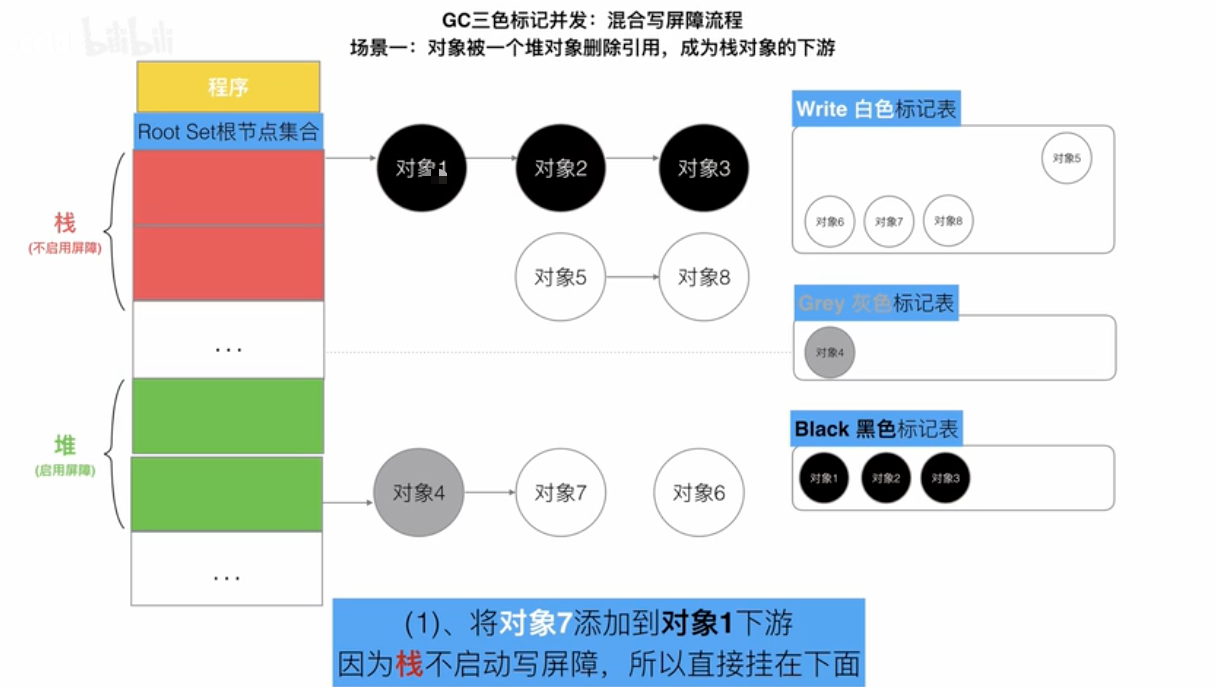 bilibili
GC三色标记并发：混合写屏障流程
场景一：对象被一个堆对象删除引用，成为栈对象的下游
程序
Root Set根节点集合
栈
(不启用屏障)
...
堆
(启用屏障)
...
对象1
对象2
对象3
对象5
对象8
对象4
对象7
对象6
Write 白色标记表
对象5
对象6
对象7
对象8
Grey 灰色标记表
对象4
Black 黑色标记表
对象1
对象2
对象3
(1)、将对象7添加到对象1下游
因为栈不启动写屏障，所以直接挂在下面